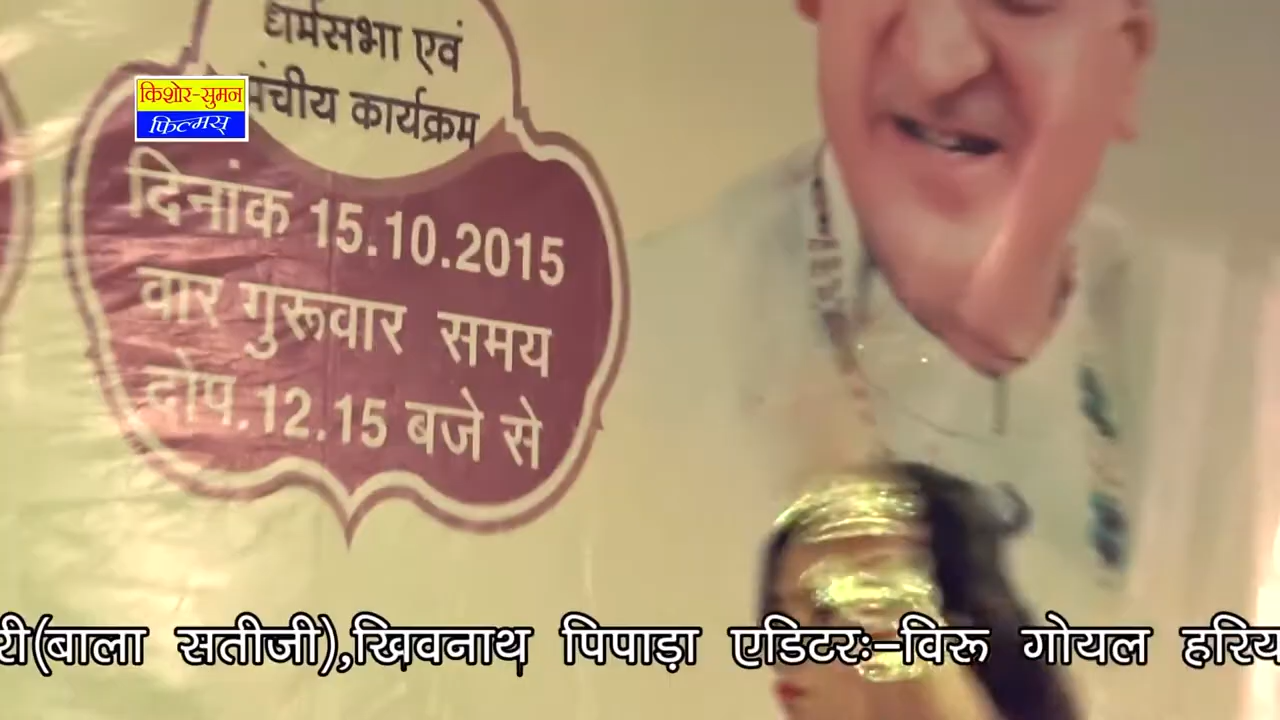 धर्मसभा एवं
मंचीय कार्यक्रम
किशोर-सुमन
फिल्मस्
दिनांक 15.10.2015
वार गुरूवार समय
दोप.12.15 बजे से
री(बाला सतीजी),खिवनाथ पिपाड़ा एडिटरः-विरू गोयल हरिय